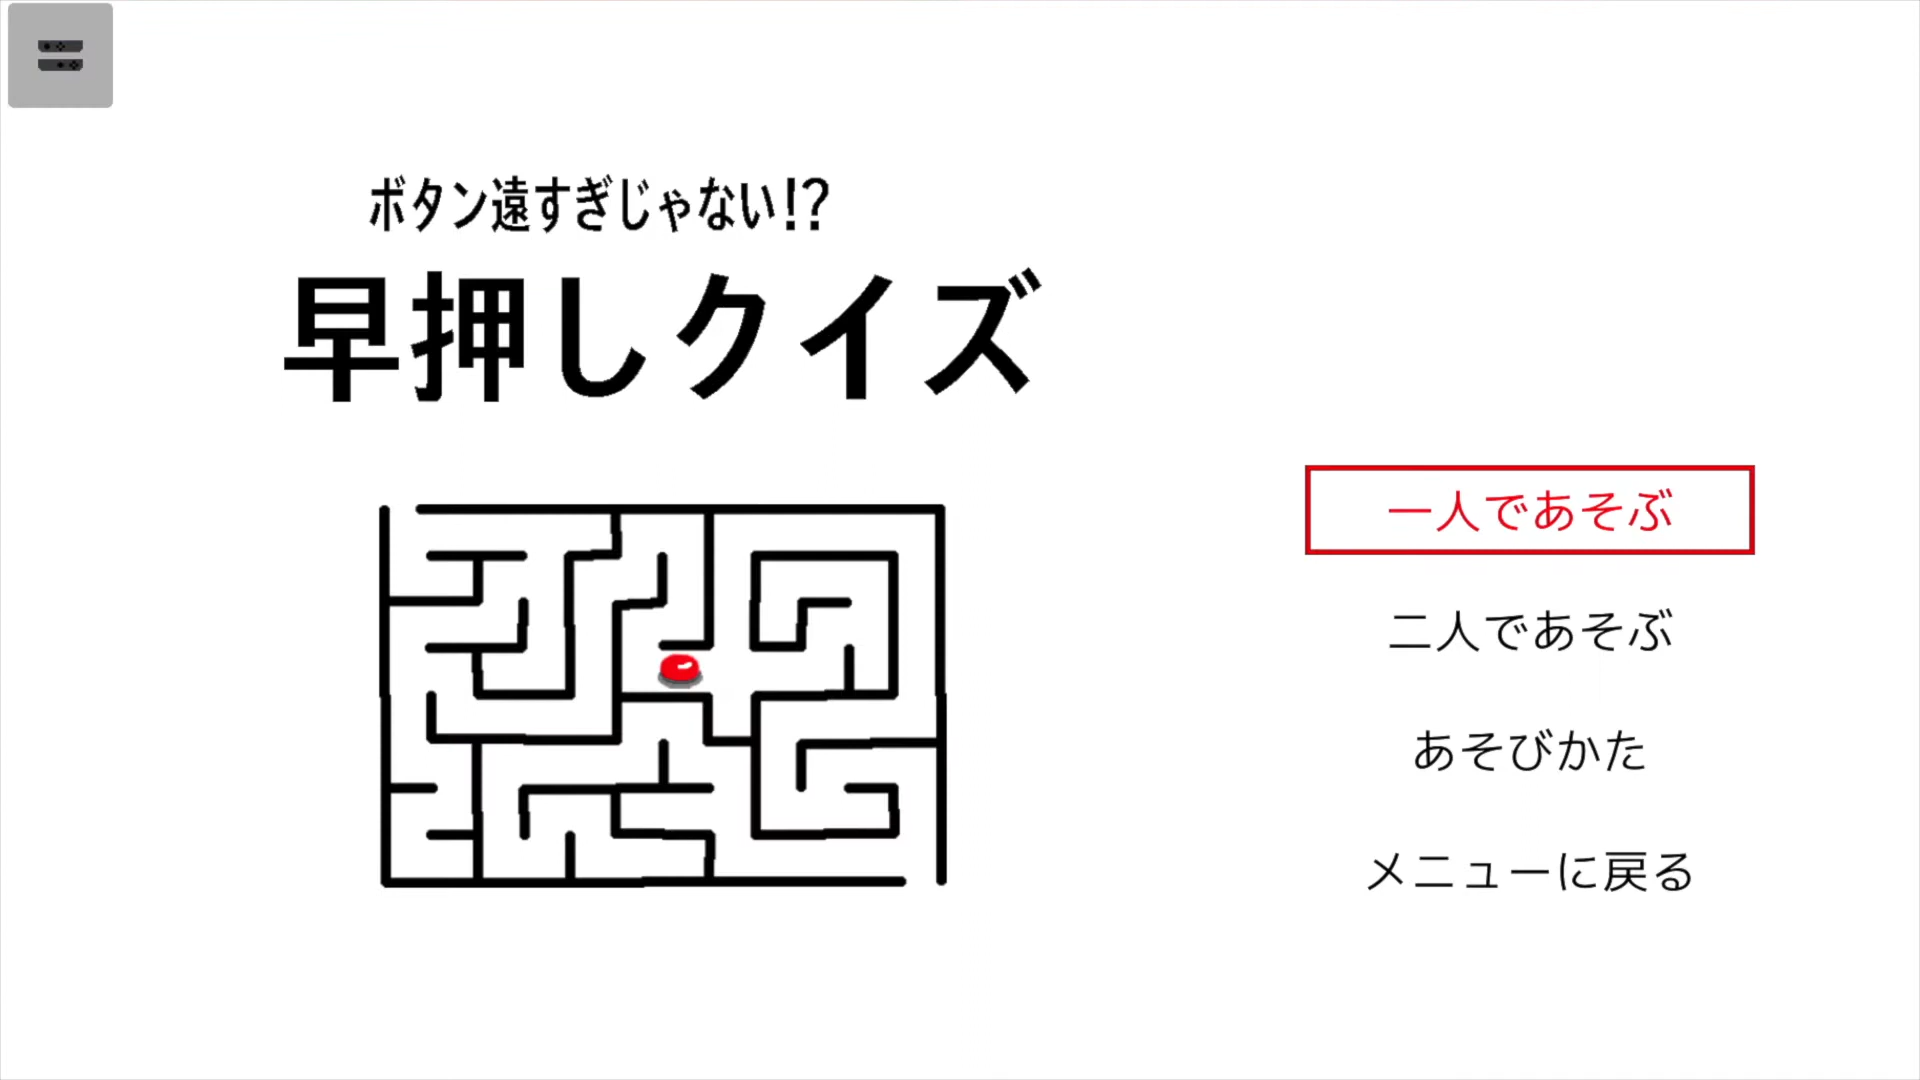 ボタン遠すぎじゃない!?
早押しクイズ
一人であそぶ
二人であそぶ
あそびかた
メニューに戻る